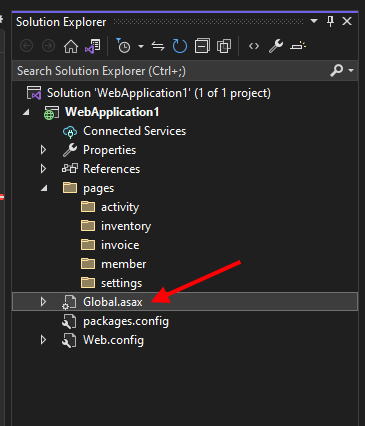 Solution Explorer
Search Solution Explorer (Ctrl+;)
Solution 'WebApplication1' (1 of 1 project)
WebApplication1
Connected Services
Properties
References
pages
activity
inventory
invoice
member
settings
Global.asax
packages.config
Web.config